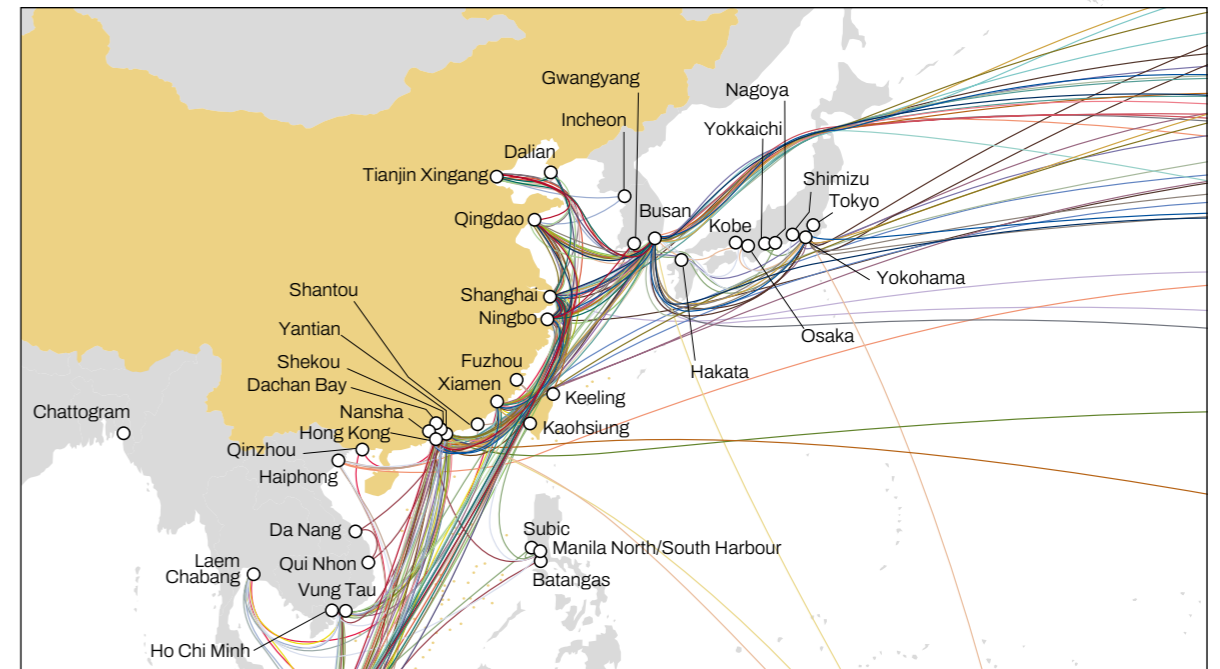 Gwangyang
Nagoya
Incheon
Yokkaichi
Dalian
Tianjin Xingang
Shimizu
Tokyo
Qingdao
Busan
Kobe
Yokohama
Shantou
Shanghai
Ningbo
Yantian
Osaka
Shekou
Fuzhou
Hakata
Dachan Bay
Xiamen
Keeling
Chattogram
Nansha
Kaohsiung
Hong Kong
Qinzhou
Haiphong
Da Nang
Subic
Manila North/South Harbour
Laem
Chabang
Qui Nhon
Batangas
Vung Tau
Ho Chi Minh